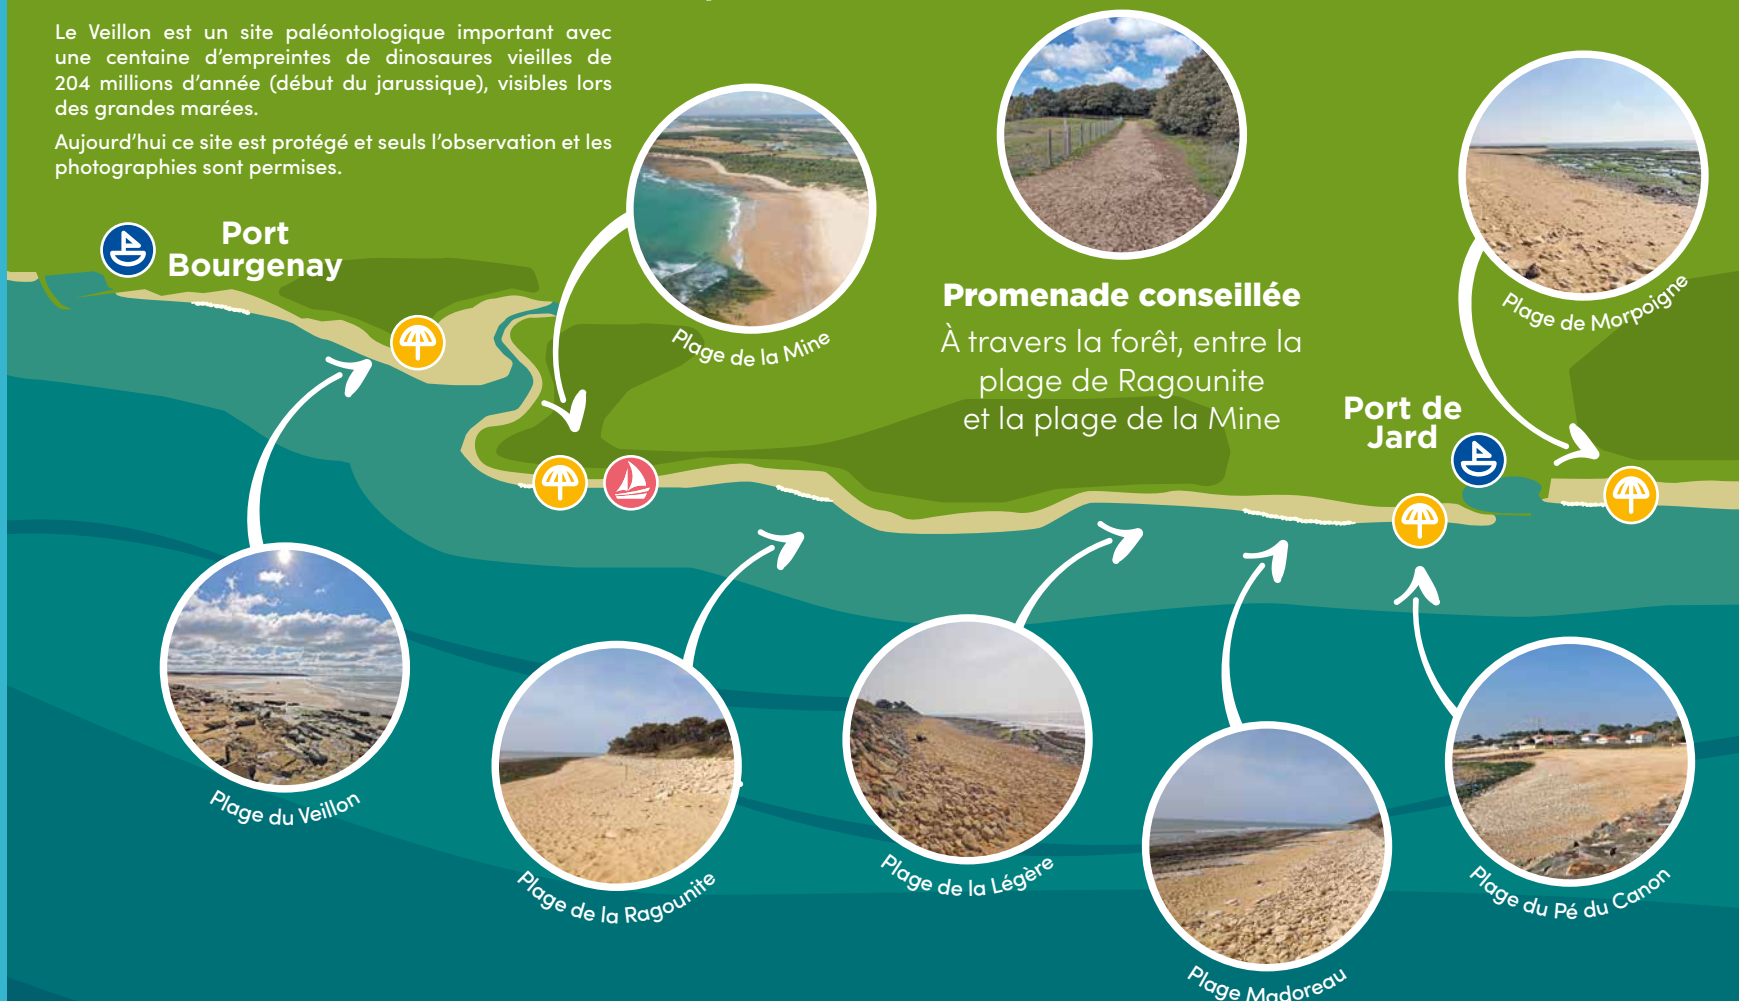 Le Veillon est un site paléontologique important avec
une centaine d'empreintes de dinosaures vieilles de
204 millions d'année (début du jarussique), visibles lors
des grandes marées.
Aujourd'hui ce site est protégé et seuls l'observation et les
photographies sont permises.
Port
Bourgenay
Plage de la Mine
Promenade conseillée
À travers la forêt, entre la
plage de Ragounite
et la plage de la Mine
Plage de Morpoigne
Port de
Jard
Plage du Veillon
Plage de la Ragounite
Plage de la Légère
Plage Madoreau
Plage du Pé du Canon